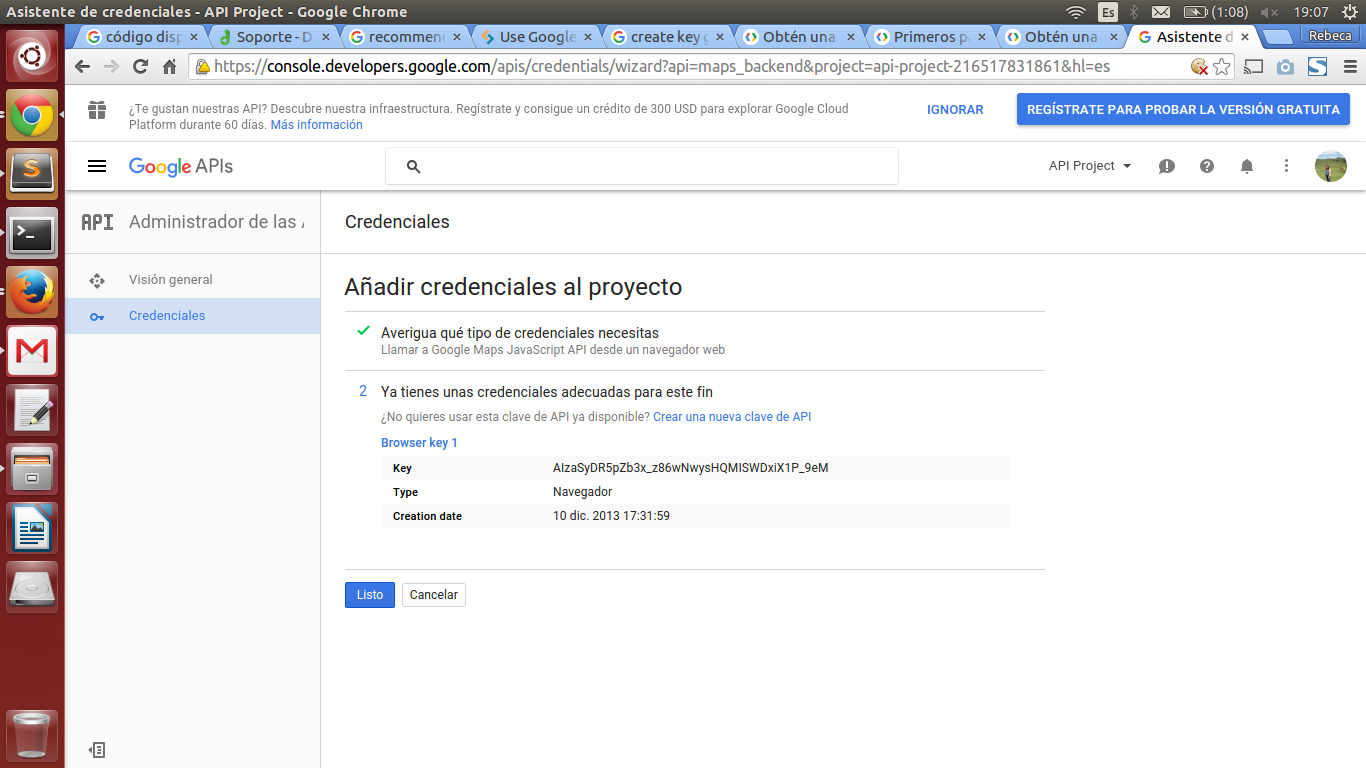 Asistente de credenciales - API Project - Google Chrome
Es
(1:08)
19:07
código disp
Soporte - D
recommen
Use Google
create key g
Obtén una
Primeros p
Obtén una
Asistente d
Rebeca
https://console.developers.google.com/apis/credentials/wizard?api=maps_backend&project=api-project-216517831861&hl=es
¿Te gustan nuestras API? Descubre nuestra infraestructura. Regístrate y consigue un crédito de 300 USD para explorar Google Cloud
Platform durante 60 días. Más información
IGNORAR
REGÍSTRATE PARA PROBAR LA VERSIÓN GRATUITA
Google APIs
API Project
API
Administrador de las
Credenciales
Visión general
Credenciales
Añadir credenciales al proyecto
Averigua qué tipo de credenciales necesitas
Llamar a Google Maps JavaScript API desde un navegador web
2 Ya tienes unas credenciales adecuadas para este fin
¿No quieres usar esta clave de API ya disponible? Crear una nueva clave de API
Browser key 1
Key AIzaSyDR5pZb3x_z86wNwysHQMISWDxiX1P_9eM
Type Navegador
Creation date 10 dic. 2013 17:31:59
Listo
Cancelar